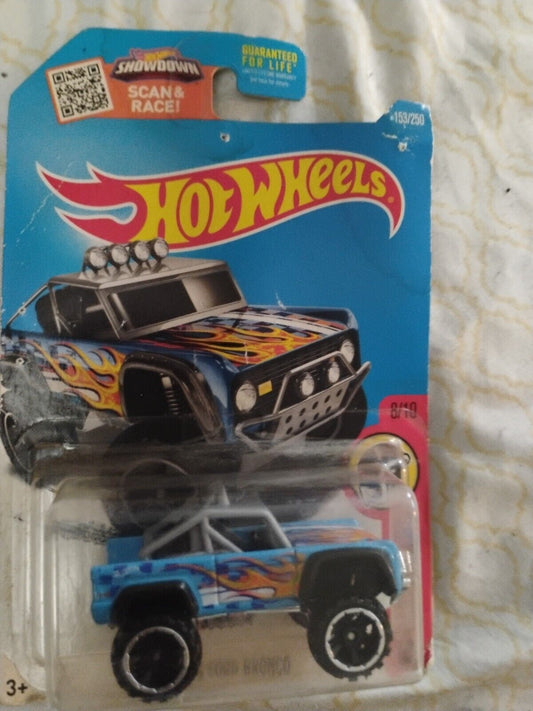 SHOWDOWN
SCAN &
RACE!
GUARANTEED
FOR LIFE
153/250
HOT WHEELS
8/10
FORD BRONCO
3+